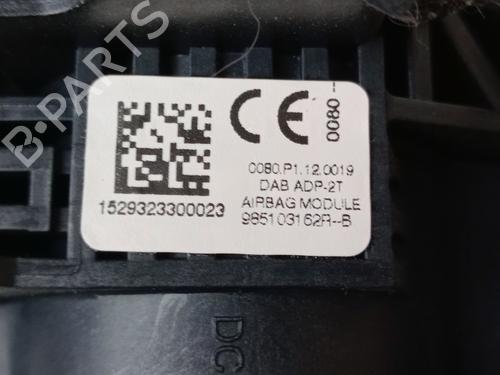 B-PARTS
CE
0080 --
0080.P1.12.0019
DAB ADP-2T
AIRBAG MODULE
985103162R--B
1529323300023
DC